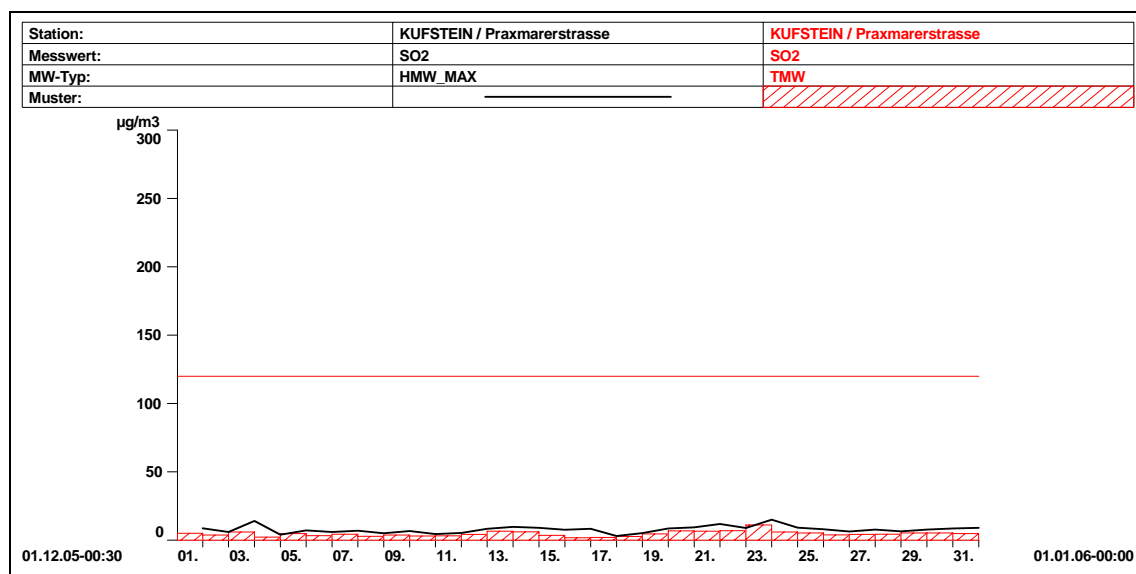 Station: KUFSTEIN / Praxmarerstrasse KUFSTEIN / Praxmarerstrasse
Messwert: SO2 SO2
MW-Typ: HMW_MAX TMW
Muster:
µg/m3
300
250
200
150
100
50
0
01.12.05-00:30 01. 03. 05. 07. 09. 11. 13. 15. 17. 19. 21. 23. 25. 27. 29. 31. 01.01.06-00:00